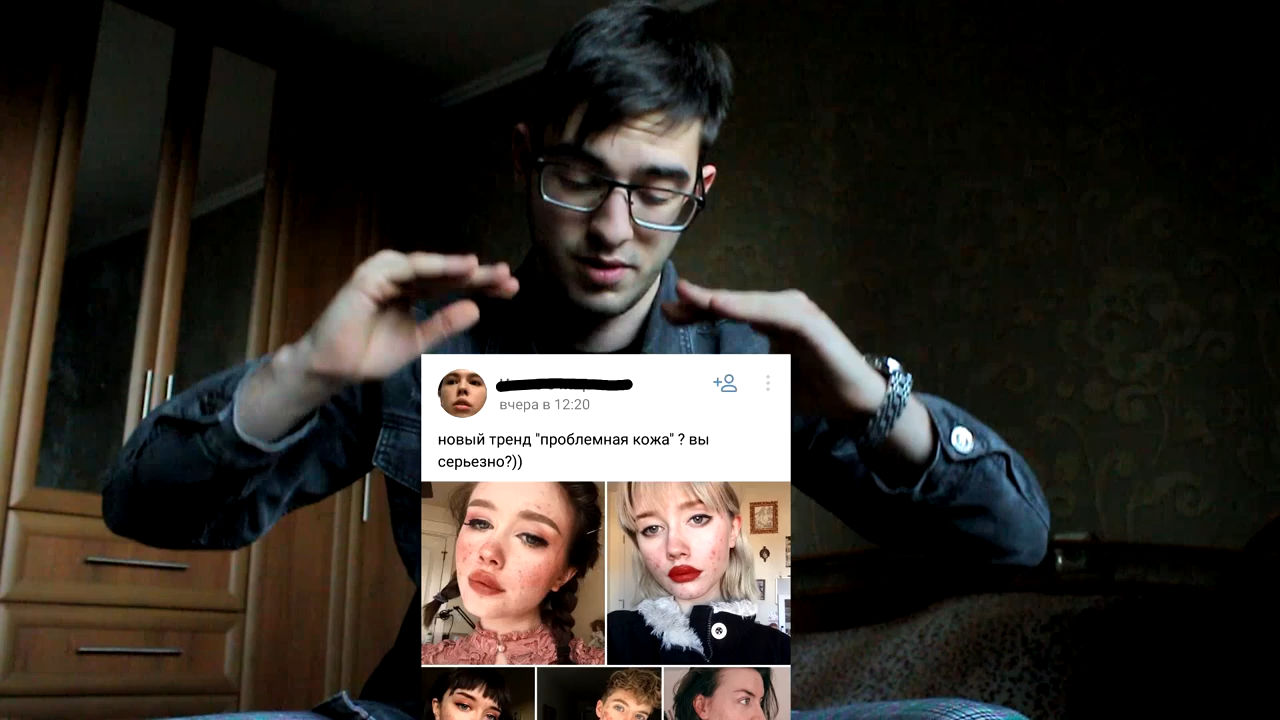 вчера в 12:20
новый тренд "проблемная кожа" ? вы
серьезно?))